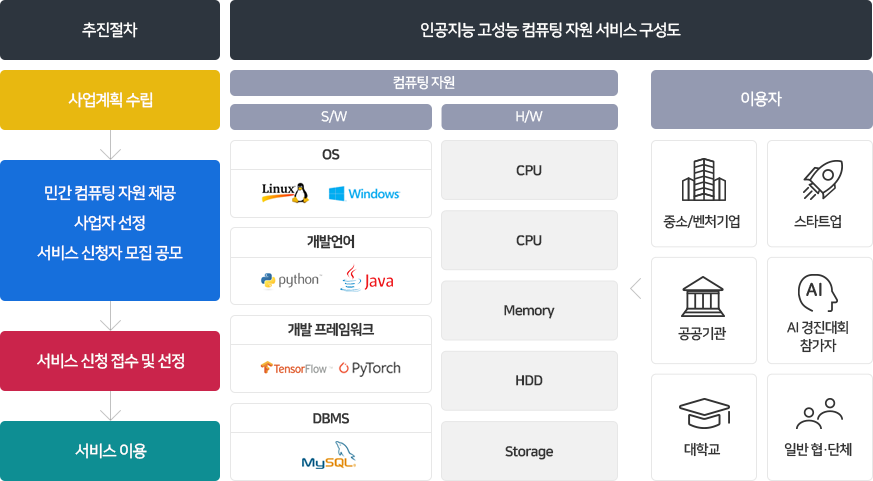 추진절차
사업계획 수립
민간 컴퓨팅 자원 제공
사업자 선정
서비스 신청자 모집 공모
서비스 신청 접수 및 선정
서비스 이용
인공지능 고성능 컴퓨팅 자원 서비스 구성도
컴퓨팅 자원
S/W
OS
Linux
Windows
개발언어
python
Java
개발 프레임워크
TensorFlow
PyTorch
DBMS
MySQL
H/W
CPU
CPU
Memory
HDD
Storage
이용자
중소/벤처기업
스타트업
공공기관
AI
AI 경진대회
참가자
대학교
일반 협·단체